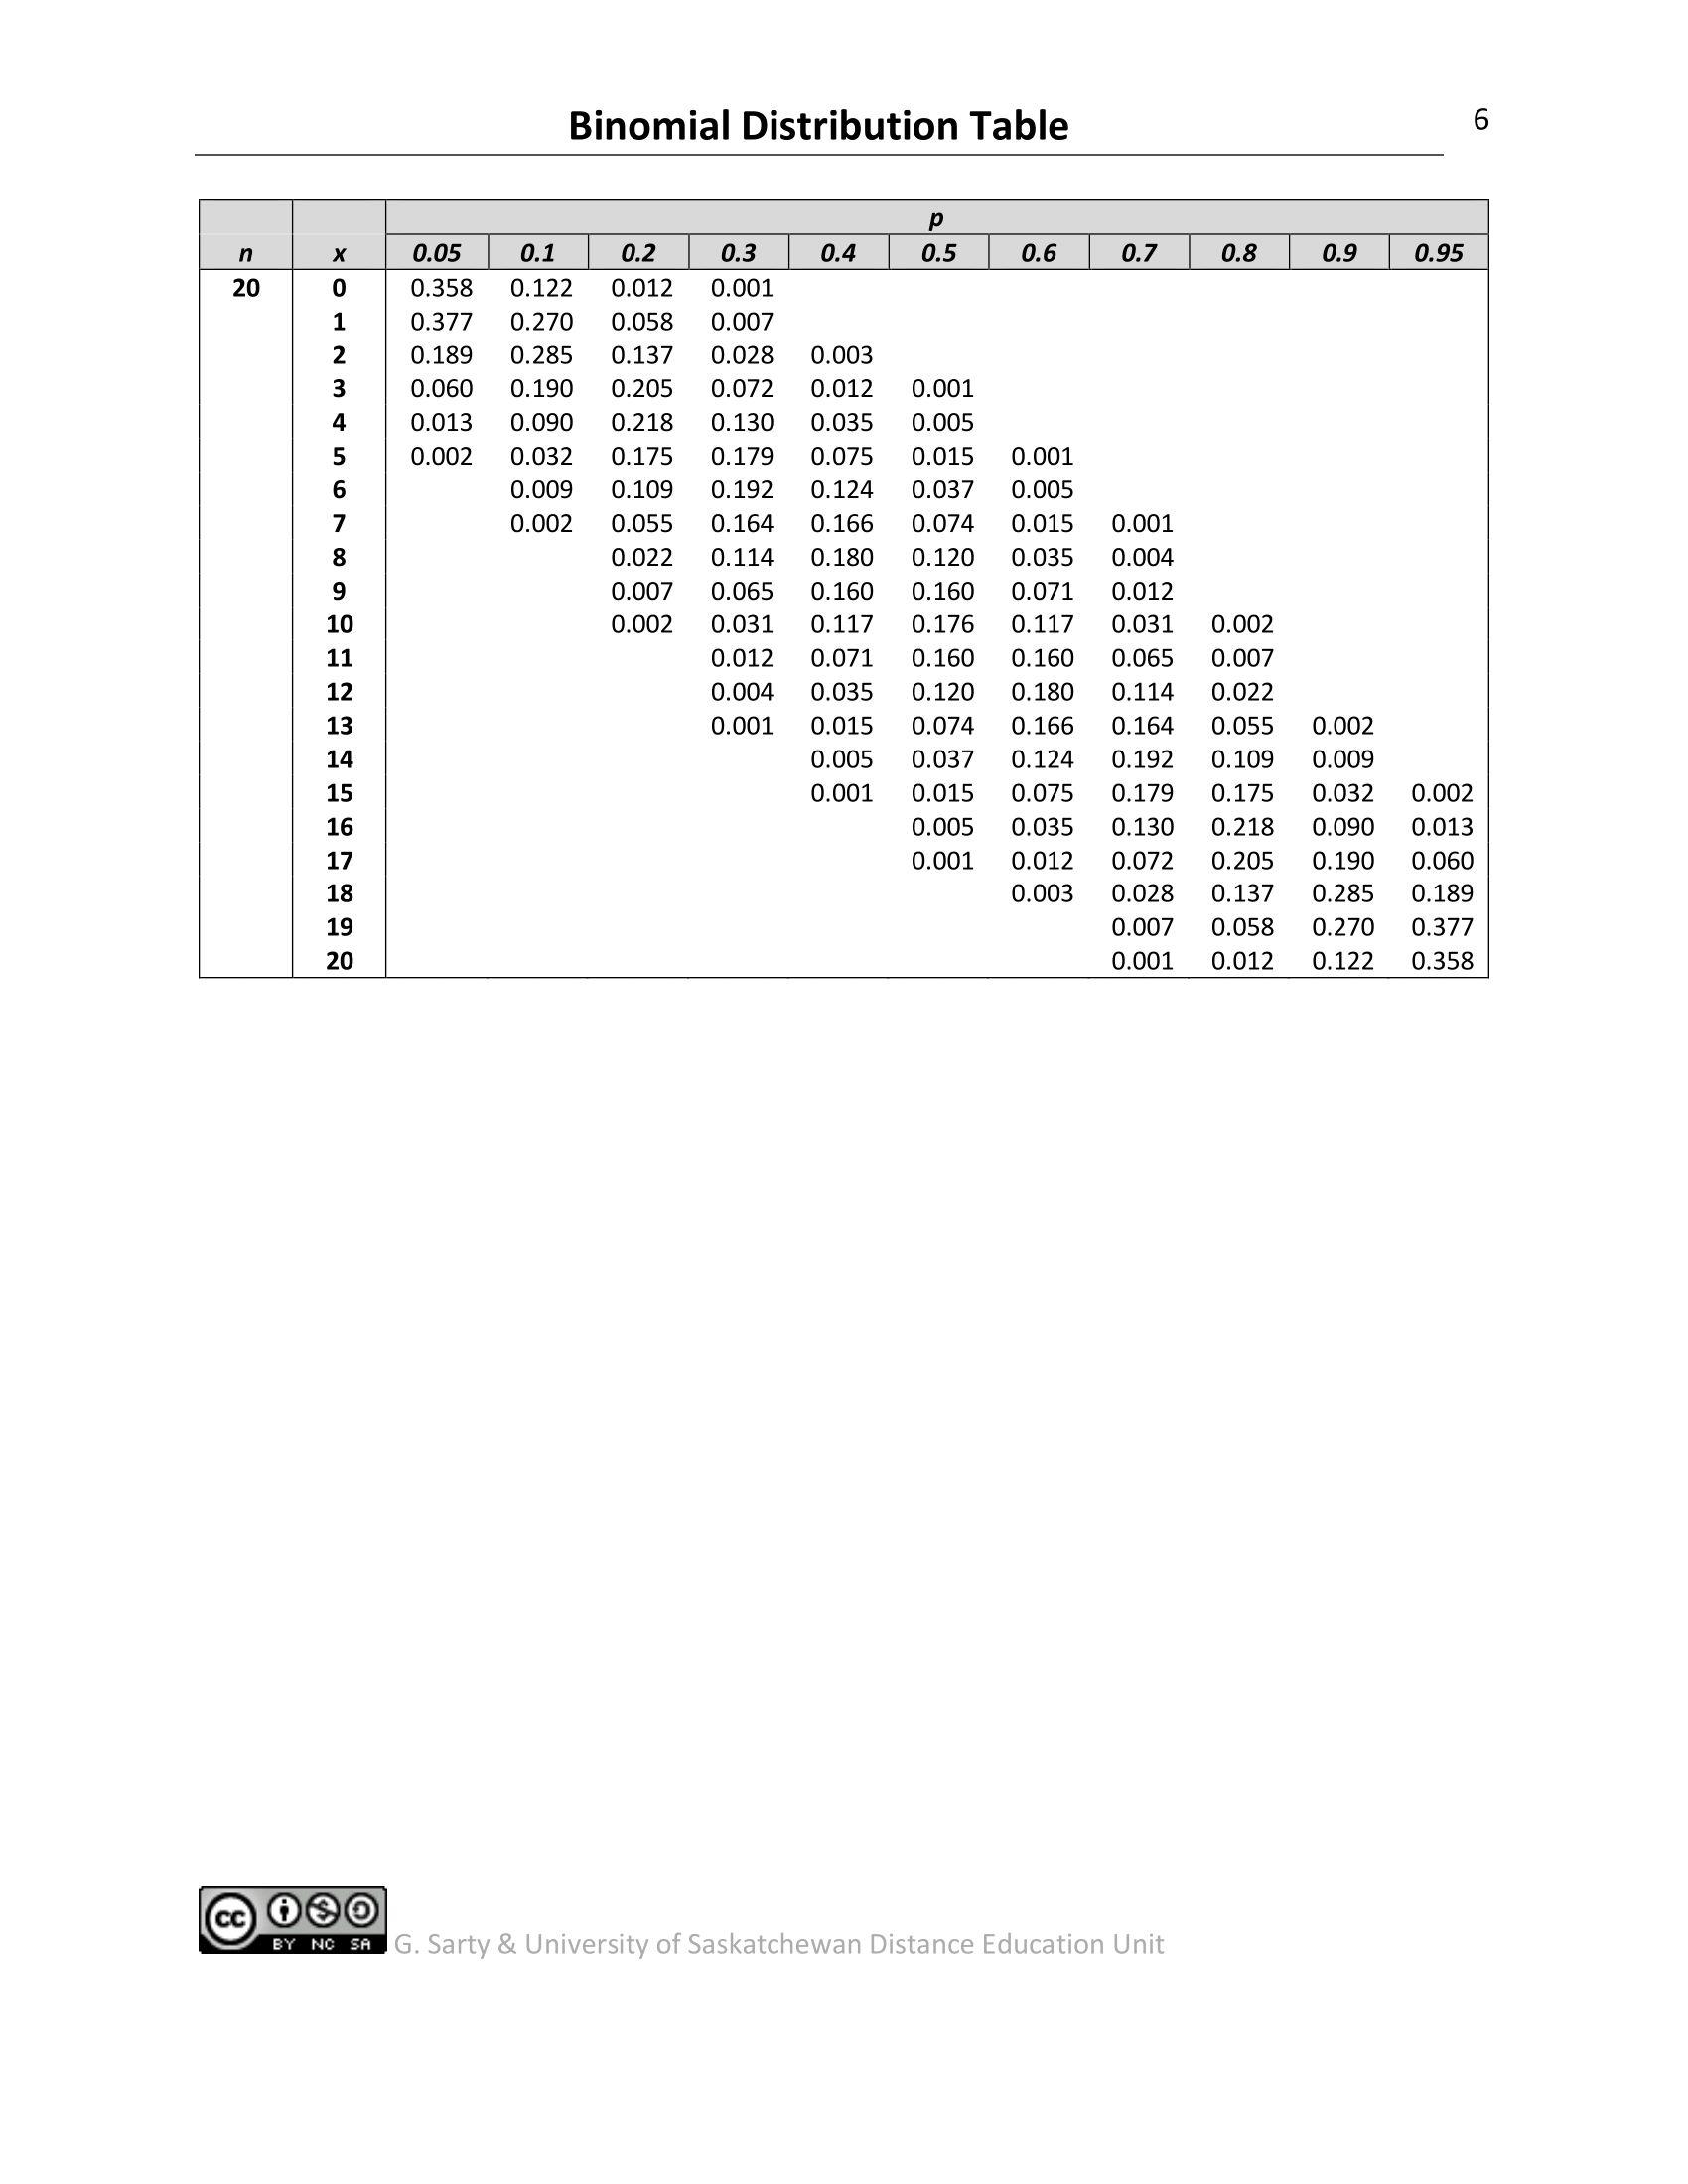 Binomial Distribution Table
6
p
n x 0.05 0.1 0.2 0.3 0.4 0.5 0.6 0.7 0.8 0.9 0.95
20 0 0.358 0.122 0.012 0.001
1 0.377 0.270 0.058 0.007
2 0.189 0.285 0.137 0.028 0.003
3 0.060 0.190 0.205 0.072 0.012 0.001
4 0.013 0.090 0.218 0.130 0.035 0.005
5 0.002 0.032 0.175 0.179 0.075 0.015 0.001
6 0.009 0.109 0.192 0.124 0.037 0.005
7 0.002 0.055 0.164 0.166 0.074 0.015 0.001
8 0.022 0.114 0.180 0.120 0.035 0.004
9 0.007 0.065 0.160 0.160 0.071 0.012
10 0.002 0.031 0.117 0.176 0.117 0.031 0.002
11 0.012 0.071 0.160 0.160 0.065 0.007
12 0.004 0.035 0.120 0.180 0.114 0.022
13 0.001 0.015 0.074 0.166 0.164 0.055 0.002
14 0.005 0.037 0.124 0.192 0.109 0.009
15 0.001 0.015 0.075 0.179 0.175 0.032 0.002
16 0.005 0.035 0.130 0.218 0.090 0.013
17 0.001 0.012 0.072 0.205 0.190 0.060
18 0.003 0.028 0.137 0.285 0.189
19 0.007 0.058 0.270 0.377
20 0.001 0.012 0.122 0.358
cc
BY NC SA
G. Sarty & University of Saskatchewan Distance Education Unit